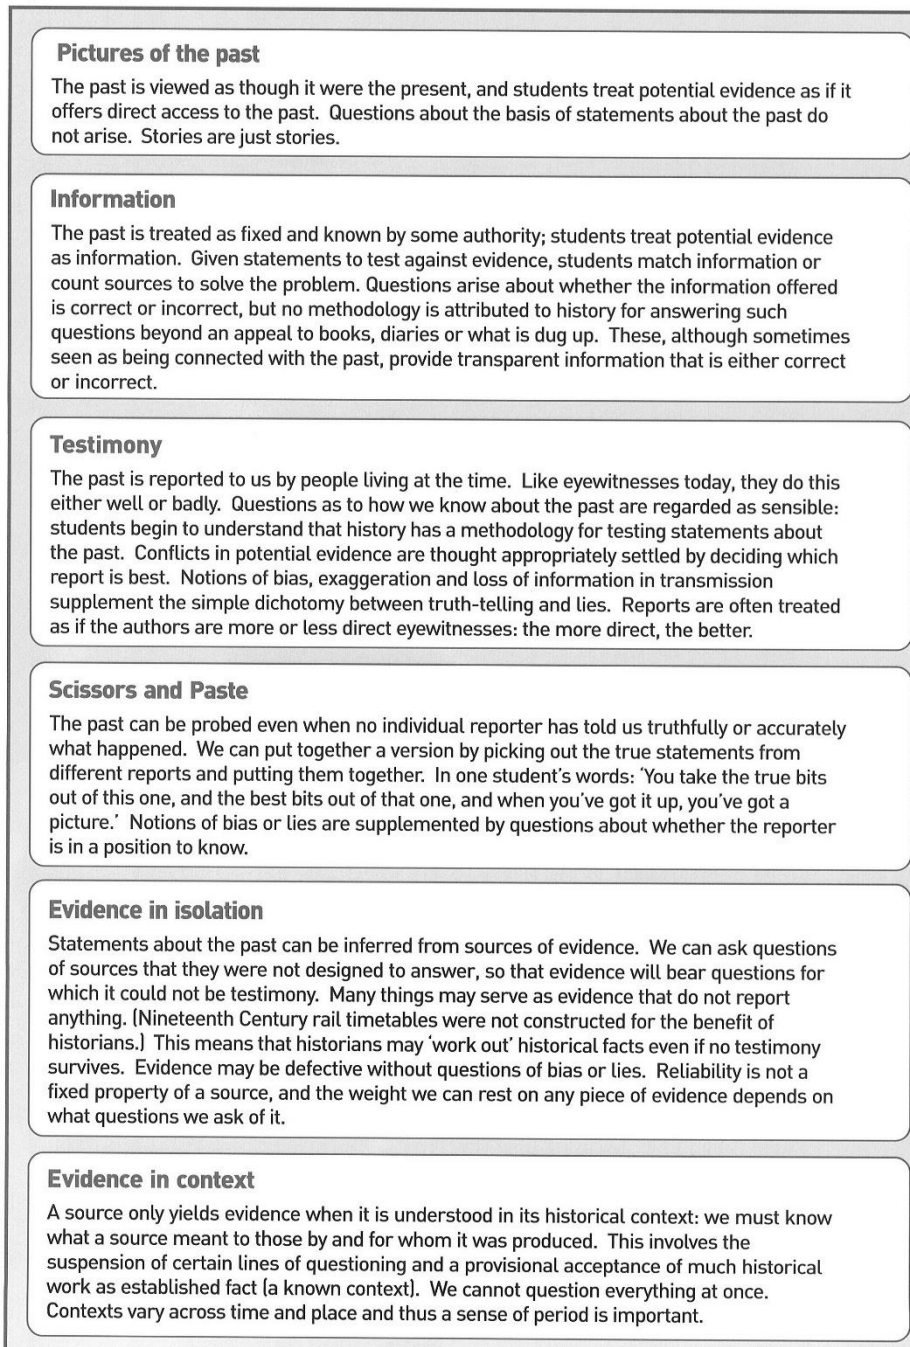 Pictures of the past
The past is viewed as though it were the present, and students treat potential evidence as if it
offers direct access to the past.  Questions about the basis of statements about the past do
not arise.  Stories are just stories.
Information
The past is treated as fixed and known by some authority; students treat potential evidence
as information.  Given statements to test against evidence, students match information or
count sources to solve the problem. Questions arise about whether the information offered
is correct or incorrect, but no methodology is attributed to history for answering such
questions beyond an appeal to books, diaries or what is dug up.  These, although sometimes
seen as being connected with the past, provide transparent information that is either correct
or incorrect.
Testimony
The past is reported to us by people living at the time.  Like eyewitnesses today, they do this
either well or badly.  Questions as to how we know about the past are regarded as sensible:
students begin to understand that history has a methodology for testing statements about
the past.  Conflicts in potential evidence are thought appropriately settled by deciding which
report is best.  Notions of bias, exaggeration and loss of information in transmission
supplement the simple dichotomy between truth-telling and lies.  Reports are often treated
as if the authors are more or less direct eyewitnesses: the more direct, the better.
Scissors and Paste
The past can be probed even when no individual reporter has told us truthfully or accurately
what happened.  We can put together a version by picking out the true statements from
different reports and putting them together.  In one student's words: 'You take the true bits
out of this one, and the best bits out of that one, and when you've got it up, you've got a
picture.'  Notions of bias or lies are supplemented by questions about whether the reporter
is in a position to know.
Evidence in isolation
Statements about the past can be inferred from sources of evidence.  We can ask questions
of sources that they were not designed to answer, so that evidence will bear questions for
which it could not be testimony.  Many things may serve as evidence that do not report
anything. (Nineteenth Century rail timetables were not constructed for the benefit of
historians.)  This means that historians may 'work out' historical facts even if no testimony
survives.  Evidence may be defective without questions of bias or lies.  Reliability is not a
fixed property of a source, and the weight we can rest on any piece of evidence depends on
what questions we ask of it.
Evidence in context
A source only yields evidence when it is understood in its historical context: we must know
what a source meant to those by and for whom it was produced.  This involves the
suspension of certain lines of questioning and a provisional acceptance of much historical
work as established fact (a known context).  We cannot question everything at once.
Contexts vary across time and place and thus a sense of period is important.